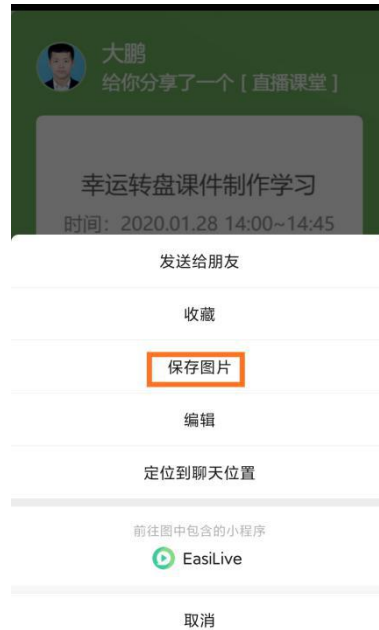 大鹏
给你分享了一个 [ 直播课堂 ]
幸运转盘课件制作学习
时间：2020.01.28 14:00~14:45
发送给朋友
收藏
保存图片
编辑
定位到聊天位置
前往图中包含的小程序
EasiLive
取消